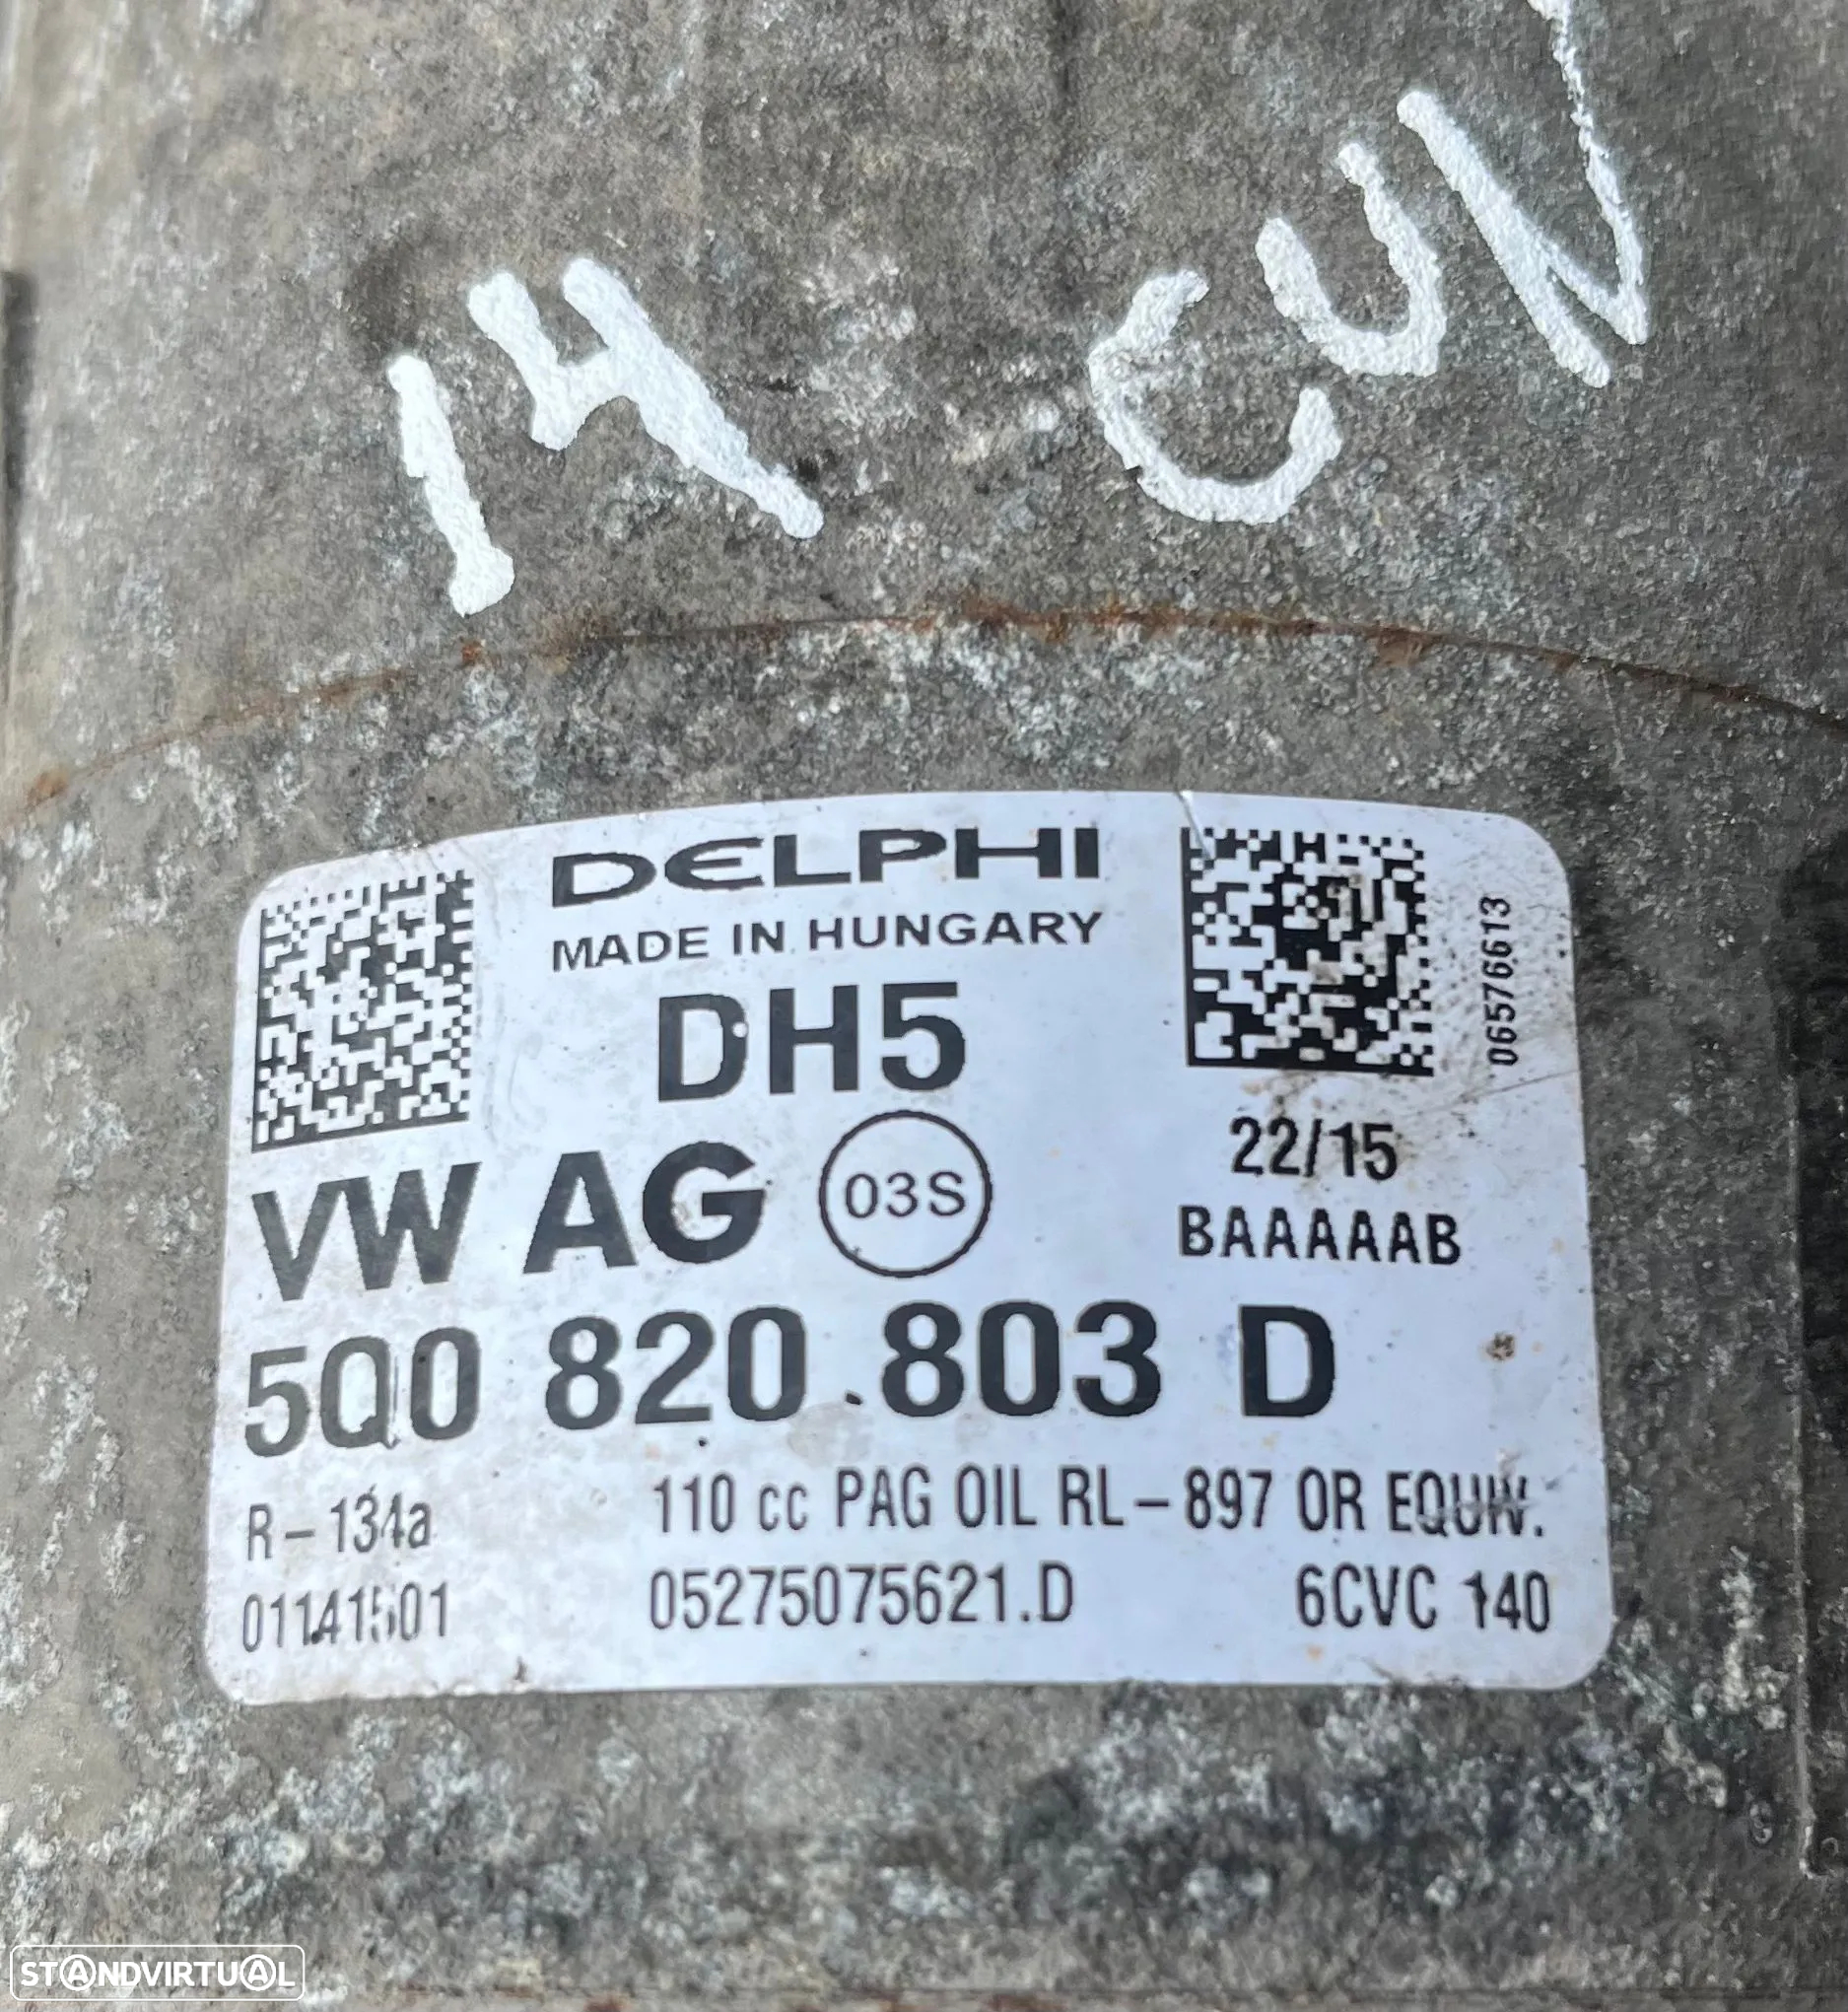 14 CUN
DELPHI
MADE IN HUNGARY
DH5
06576613
22/15
VW AG 03S
BAAAAAB
5Q0 820 803 D
R-134a 110 cc PAG OIL RL-897 OR EQUIV.
01141501 05275075621.D 6CVC 140
STANDVIRTUAL